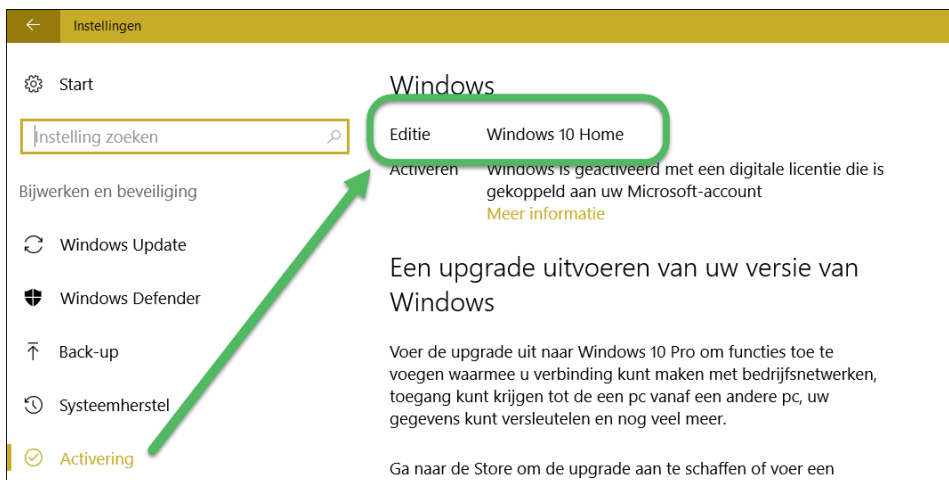 Instellingen
Start
Instelling zoeken
Bijwerken en beveiliging
Windows Update
Windows Defender
Back-up
Systeemherstel
Activering
Windows
Editie Windows 10 Home
Activeren Windows is geactiveerd met een digitale licentie die is
gekoppeld aan uw Microsoft-account
Meer informatie
Een upgrade uitvoeren van uw versie van
Windows
Voer de upgrade uit naar Windows 10 Pro om functies toe te
voegen waarmee u verbinding kunt maken met bedrijfsnetwerken,
toegang kunt krijgen tot de een pc vanaf een andere pc, uw
gegevens kunt versleutelen en nog veel meer.
Ga naar de Store om de upgrade aan te schaffen of voer een